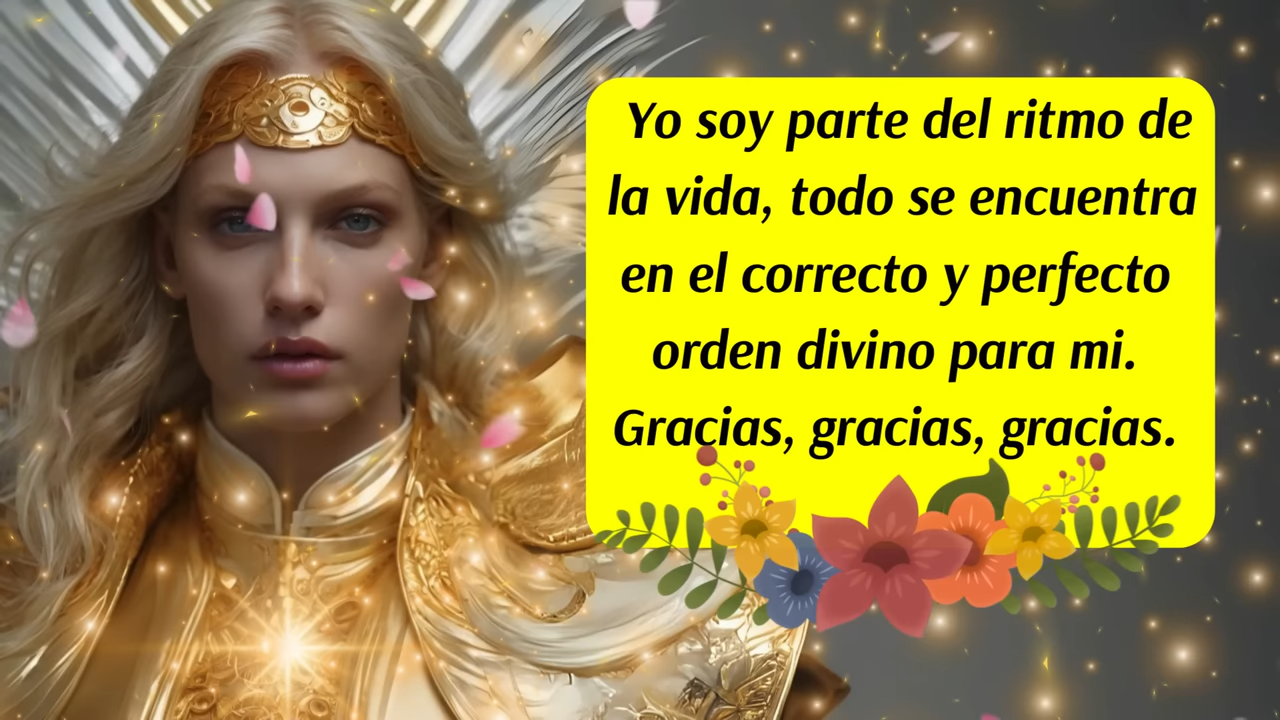 Yo soy parte del ritmo de
la vida, todo se encuentra
en el correcto y perfecto
orden divino para mi.
Gracias, gracias, gracias.